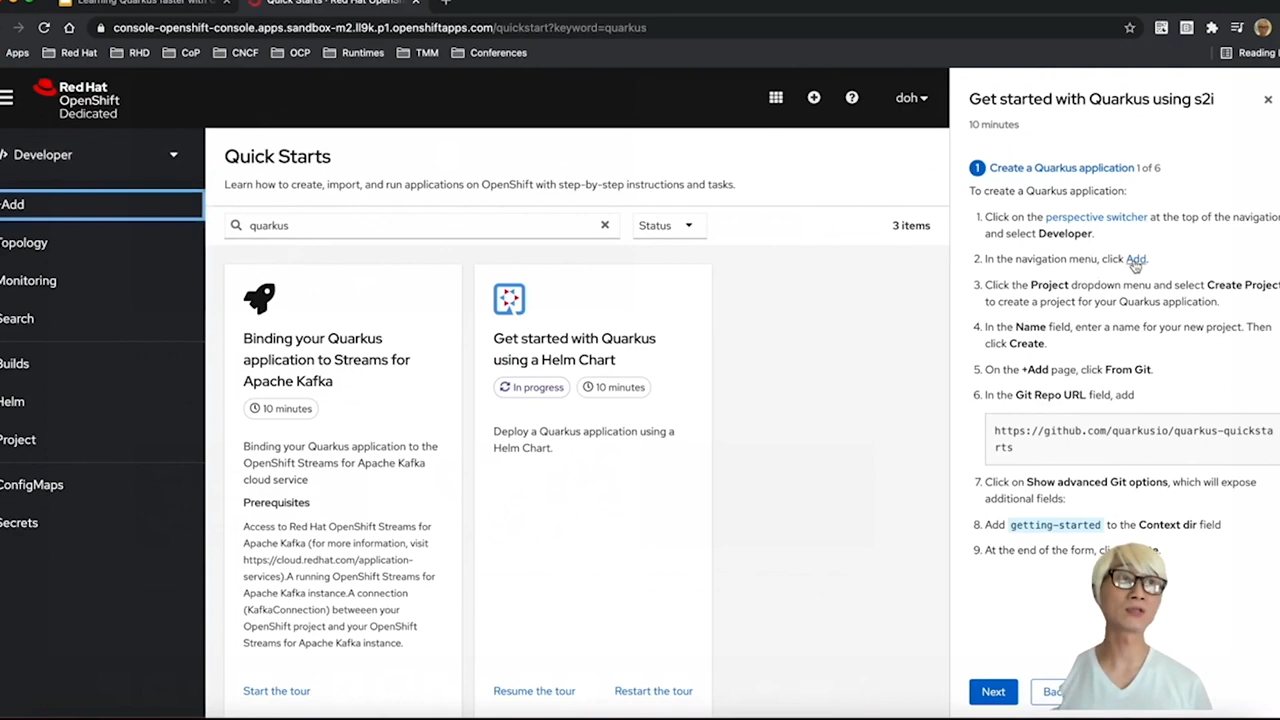 Learning Quarkus faster with
Quick Starts · Red Hat OpenShi
console-openshift-console.apps.sandbox-m2.ll9k.p1.openshiftapps.com/quickstart?keyword=quarkus
Apps
Red Hat
RHD
CoP
CNCF
OCP
Runtimes
TMM
Conferences
Reading
Red Hat
OpenShift
Dedicated
doh
Developer
Add
Topology
Monitoring
Search
Builds
Helm
Project
ConfigMaps
Secrets
Quick Starts
Learn how to create, import, and run applications on OpenShift with step-by-step instructions and tasks.
quarkus
Status
3 items
Binding your Quarkus
application to Streams for
Apache Kafka
10 minutes
Binding your Quarkus application to the
OpenShift Streams for Apache Kafka
cloud service
Prerequisites
Access to Red Hat OpenShift Streams for
Apache Kafka (for more information, visit
https://cloud.redhat.com/application-
services).A running OpenShift Streams for
Apache Kafka instance.A connection
(KafkaConnection) betweeen your
OpenShift project and your OpenShift
Streams for Apache Kafka instance.
Start the tour
Get started with Quarkus
using a Helm Chart
In progress
10 minutes
Deploy a Quarkus application using a
Helm Chart.
Resume the tour
Restart the tour
Get started with Quarkus using s2i
10 minutes
1 Create a Quarkus application 1 of 6
To create a Quarkus application:
1. Click on the perspective switcher at the top of the navigation
and select Developer.
2. In the navigation menu, click Add.
3. Click the Project dropdown menu and select Create Project
to create a project for your Quarkus application.
4. In the Name field, enter a name for your new project. Then
click Create.
5. On the +Add page, click From Git.
6. In the Git Repo URL field, add
https://github.com/quarkusio/quarkus-quicksta
rts
7. Click on Show advanced Git options, which will expose
additional fields:
8. Add getting-started to the Context dir field
9. At the end of the form,
Next